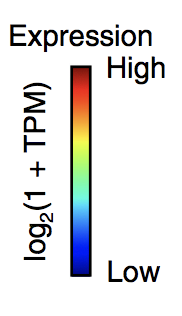 Expression
High
log₂(1 + TPM)
Low